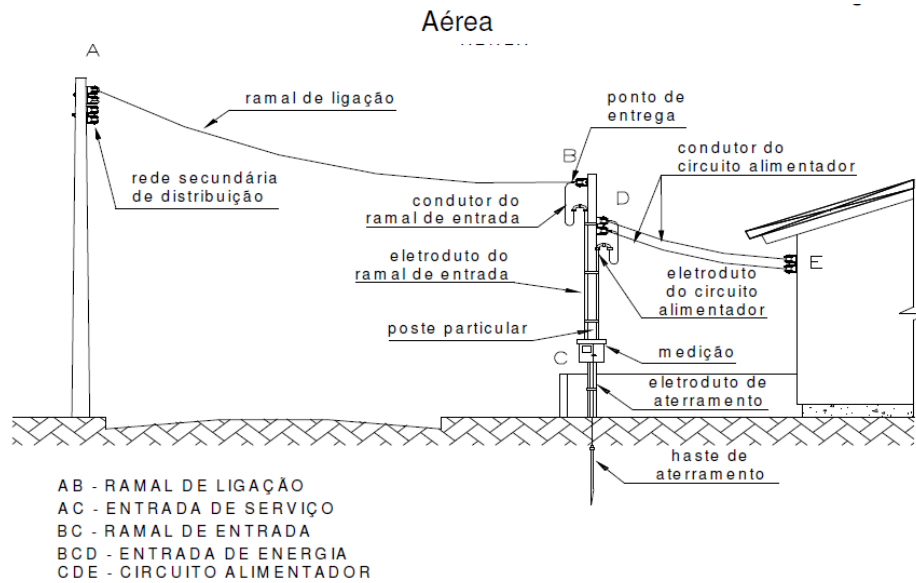 Aérea
A
ramal de ligação
ponto de
entrega
condutor do
circuito alimentador
B
rede secundária
de distribuição
D
condutor do
ramal de entrada
E
eletroduto do
ramal de entrada
eletroduto
do circuito
alimentador
poste particular
C
medição
eletroduto de
aterramento
haste de
aterramento
AB - RAMAL DE LIGAÇÃO
AC - ENTRADA DE SERVIÇO
BC - RAMAL DE ENTRADA
BCD - ENTRADA DE ENERGIA
CDE - CIRCUITO ALIMENTADOR